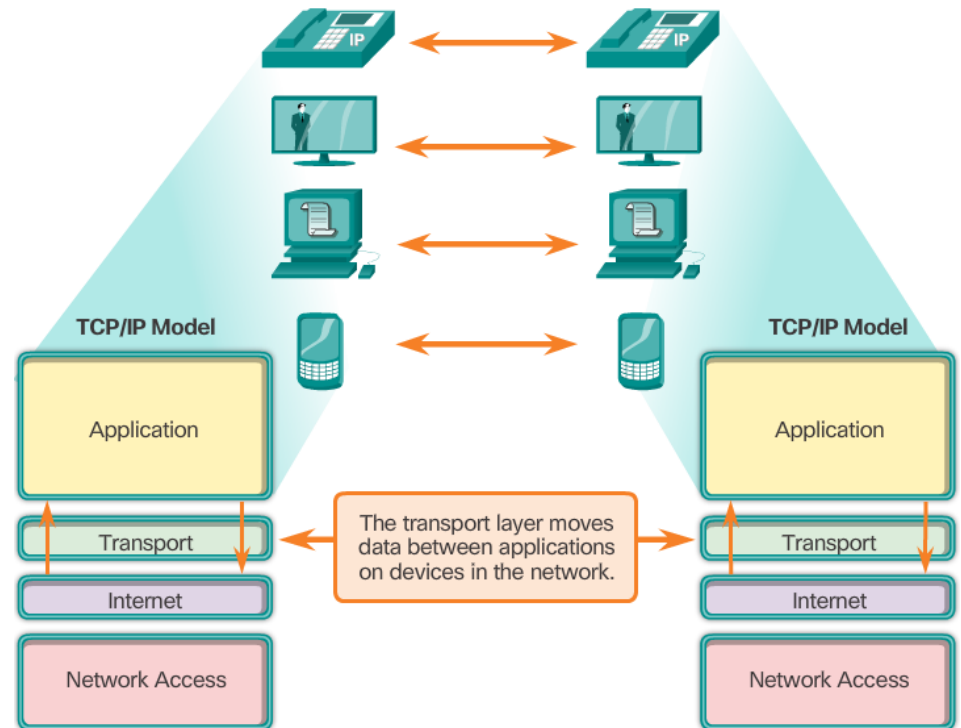 IP
IP
TCP/IP Model
TCP/IP Model
Application
Application
The transport layer moves
data between applications
on devices in the network.
Transport
Transport
Internet
Internet
Network Access
Network Access